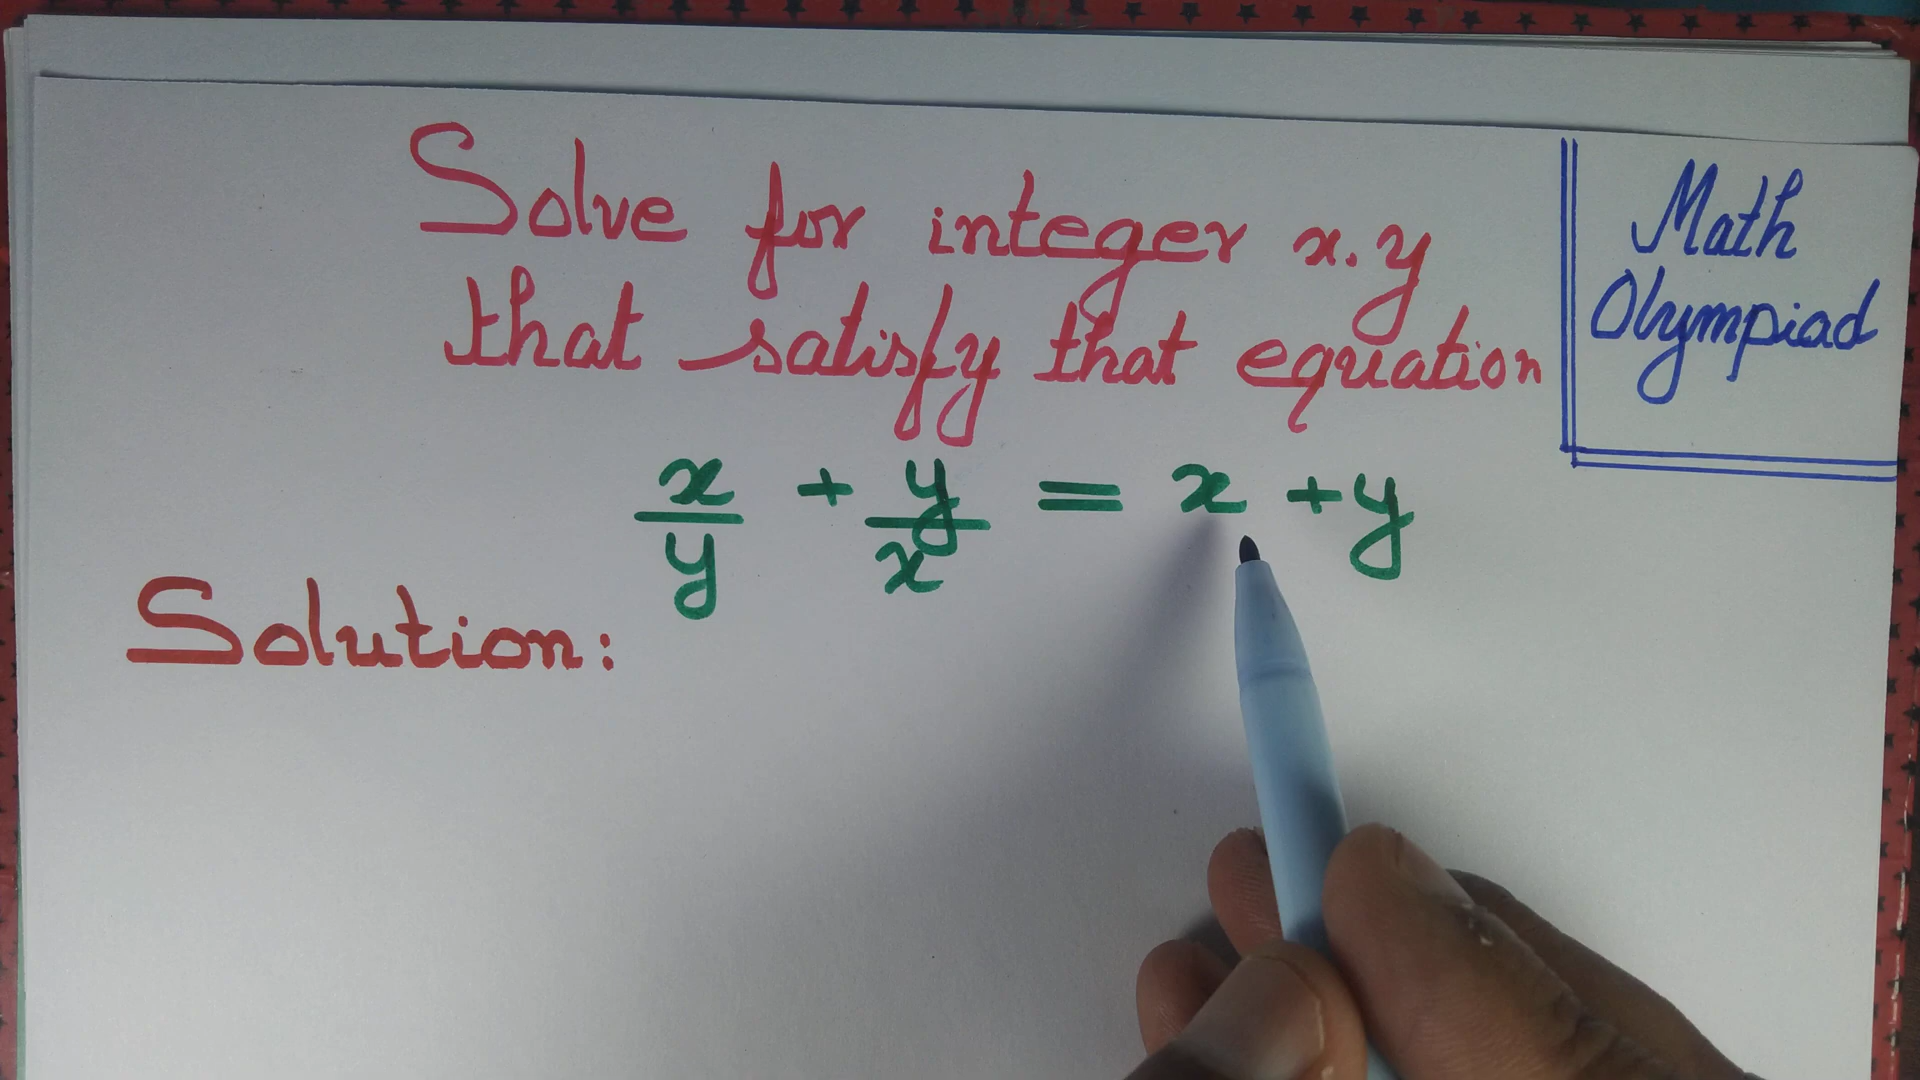 Solve for integer x.y
that satisfy that equation
x/y + y/x = x + y
Solution:
Math
Olympiad